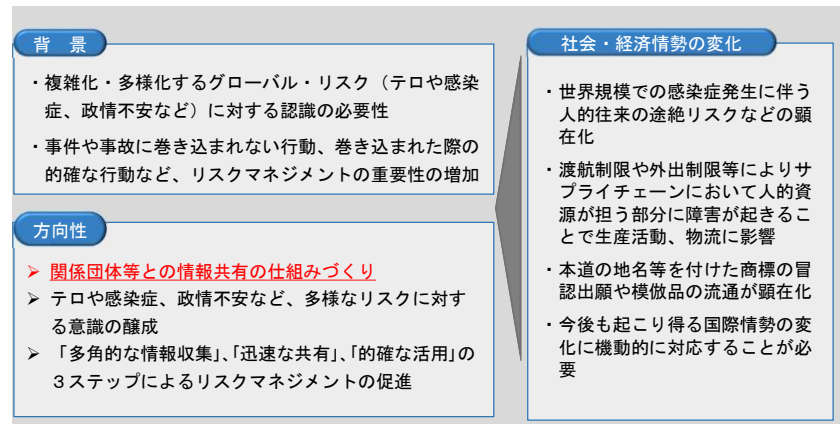 背 景
・複雑化・多様化するグローバル・リスク（テロや感染
症、政情不安など）に対する認識の必要性
・事件や事故に巻き込まれない行動、巻き込まれた際の
的確な行動など、リスクマネジメントの重要性の増加
方向性
➢ 関係団体等との情報共有の仕組みづくり
➢ テロや感染症、政情不安など、多様なリスクに対す
る意識の醸成
➢ 「多角的な情報収集」、「迅速な共有」、「的確な活用」の
３ステップによるリスクマネジメントの促進
社会・経済情勢の変化
・世界規模での感染症発生に伴う
人的往来の途絶リスクなどの顕
在化
・渡航制限や外出制限等によりサ
プライチェーンにおいて人的資
源が担う部分に障害が起きるこ
とで生産活動、物流に影響
・本道の地名等を付けた商標の冒
認出願や模倣品の流通が顕在化
・今後も起こり得る国際情勢の変
化に機動的に対応することが必
要